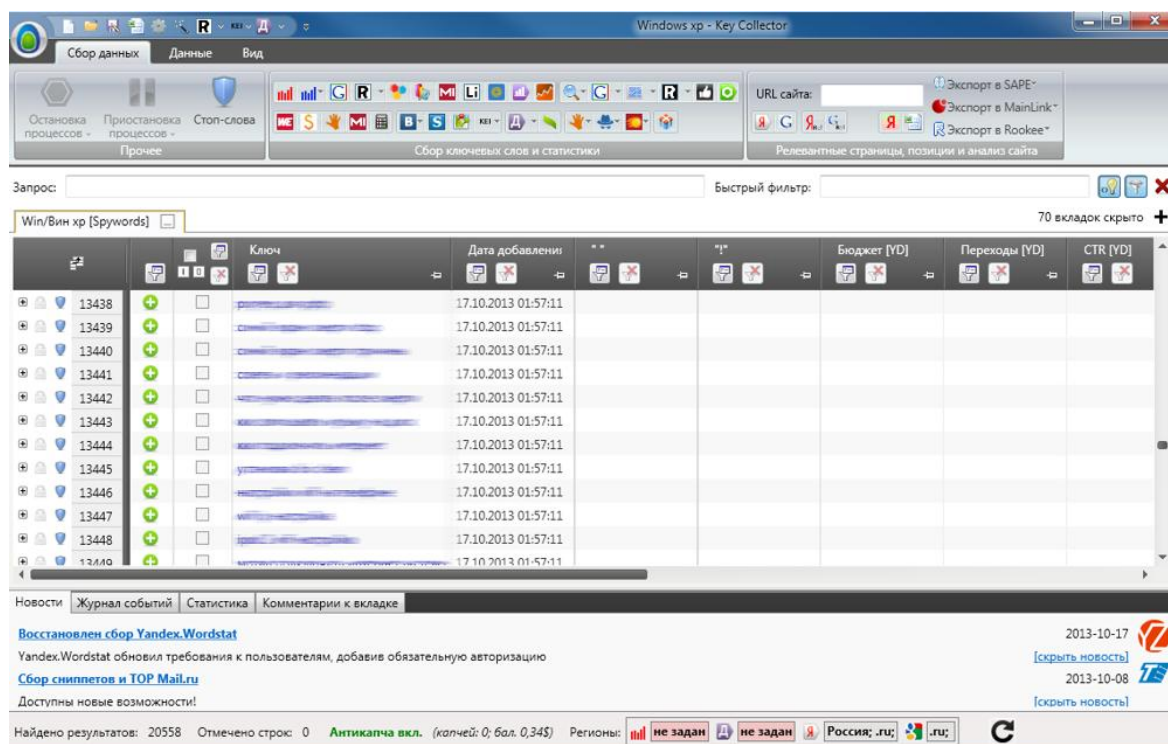 Windows xp - Key Collector
Сбор данных Данные Вид
Остановка процессов Приостановка процессов Стоп-слова
Прочее
Сбор ключевых слов и статистики
URL сайта:
Экспорт в SAPE
Экспорт в MainLink
Экспорт в Rookee
Релевантные страницы, позиции и анализ сайта
Запрос: Быстрый фильтр:
Win/Вин xp [Spywords] 70 вкладок скрыто
Ключ Дата добавления " " "!" Бюджет [YD] Переходы [YD] CTR [YD]
13438 17.10.2013 01:57:11
13439 17.10.2013 01:57:11
13440 17.10.2013 01:57:11
13441 17.10.2013 01:57:11
13442 17.10.2013 01:57:11
13443 17.10.2013 01:57:11
13444 17.10.2013 01:57:11
13445 17.10.2013 01:57:11
13446 17.10.2013 01:57:11
13447 17.10.2013 01:57:11
13448 17.10.2013 01:57:11
13449 17.10.2013 01:57:11
Новости Журнал событий Статистика Комментарии к вкладке
Восстановлен сбор Yandex.Wordstat 2013-10-17
Yandex.Wordstat обновил требования к пользователям, добавив обязательную авторизацию [скрыть новость]
Сбор сниппетов и TOP Mail.ru 2013-10-08
Доступны новые возможности! [скрыть новость]
Найдено результатов: 20558 Отмечено строк: 0 Антикапча вкл. (капчей: 0; бал. 0,34$) Регионы: не задан не задан Россия; .ru; .ru;